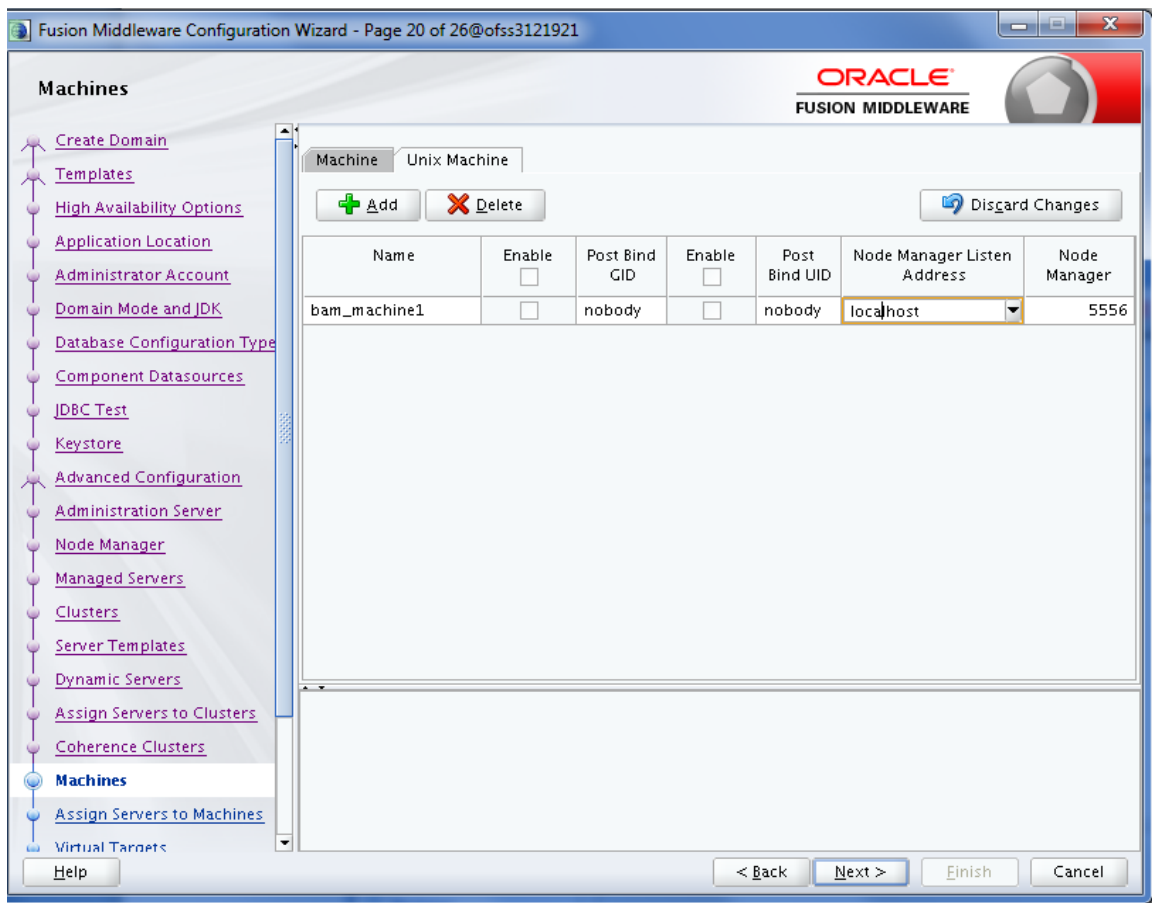 Fusion Middleware Configuration Wizard - Page 20 of 26@ofss3121921
Machines
ORACLE
FUSION MIDDLEWARE
Create Domain
Templates
High Availability Options
Application Location
Administrator Account
Domain Mode and JDK
Database Configuration Type
Component Datasources
JDBC Test
Keystore
Advanced Configuration
Administration Server
Node Manager
Managed Servers
Clusters
Server Templates
Dynamic Servers
Assign Servers to Clusters
Coherence Clusters
Machines
Assign Servers to Machines
Virtual Targets
Machine Unix Machine
Add Delete Discard Changes
Name Enable Post Bind GID Enable Post Bind UID Node Manager Listen Address Node Manager
bam_machine1 nobody nobody localhost 5556
Help < Back Next > Finish Cancel